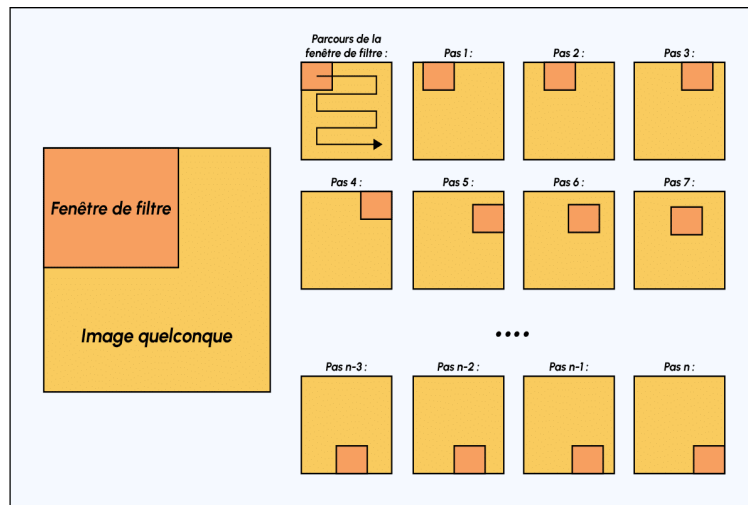 Parcours de la
fenêtre de filtre :
Pas 1 :
Pas 2 :
Pas 3 :
Fenêtre de filtre
Image quelconque
Pas 4 :
Pas 5 :
Pas 6 :
Pas 7 :
....
Pas n-3 :
Pas n-2 :
Pas n-1 :
Pas n :